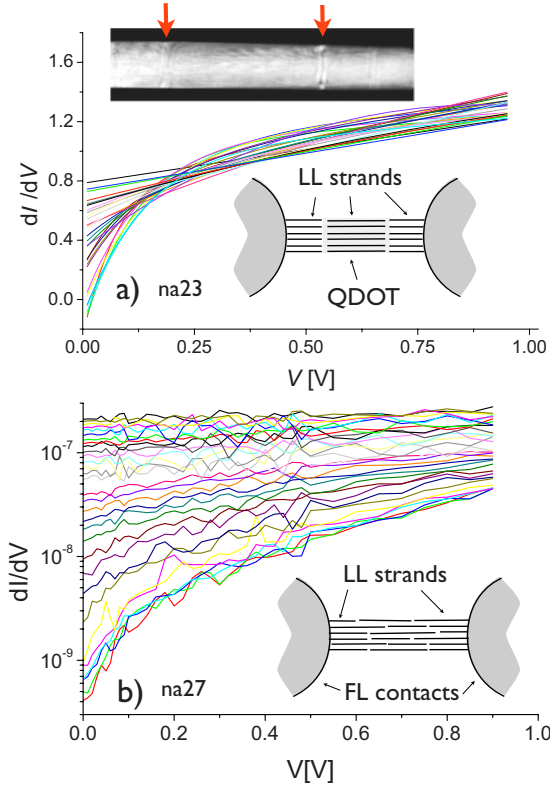 1.6
1.2
0.8
0.4
0.0
dI/dV
LL strands
QDOT
a) na23
0.00 0.25 0.50 0.75 1.00
V [V]
10⁻⁷
10⁻⁸
10⁻⁹
dI/dV
LL strands
FL contacts
b) na27
0.0 0.2 0.4 0.6 0.8 1.0
V[V]